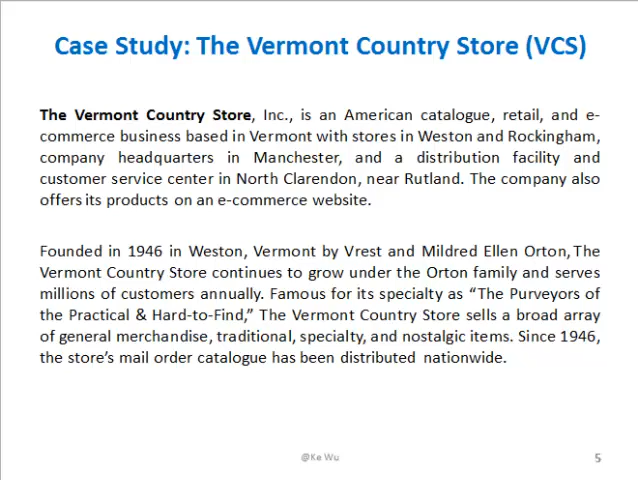 Case Study: The Vermont Country Store (VCS)
The Vermont Country Store, Inc., is an American catalogue, retail, and e-
commerce business based in Vermont with stores in Weston and Rockingham,
company headquarters in Manchester, and a distribution facility and
customer service center in North Clarendon, near Rutland. The company also
offers its products on an e-commerce website.
Founded in 1946 in Weston, Vermont by Vrest and Mildred Ellen Orton, The
Vermont Country Store continues to grow under the Orton family and serves
millions of customers annually. Famous for its specialty as “The Purveyors of
the Practical & Hard-to-Find,” The Vermont Country Store sells a broad array
of general merchandise, traditional, specialty, and nostalgic items. Since 1946,
the store’s mail order catalogue has been distributed nationwide.
@Ke Wu
5